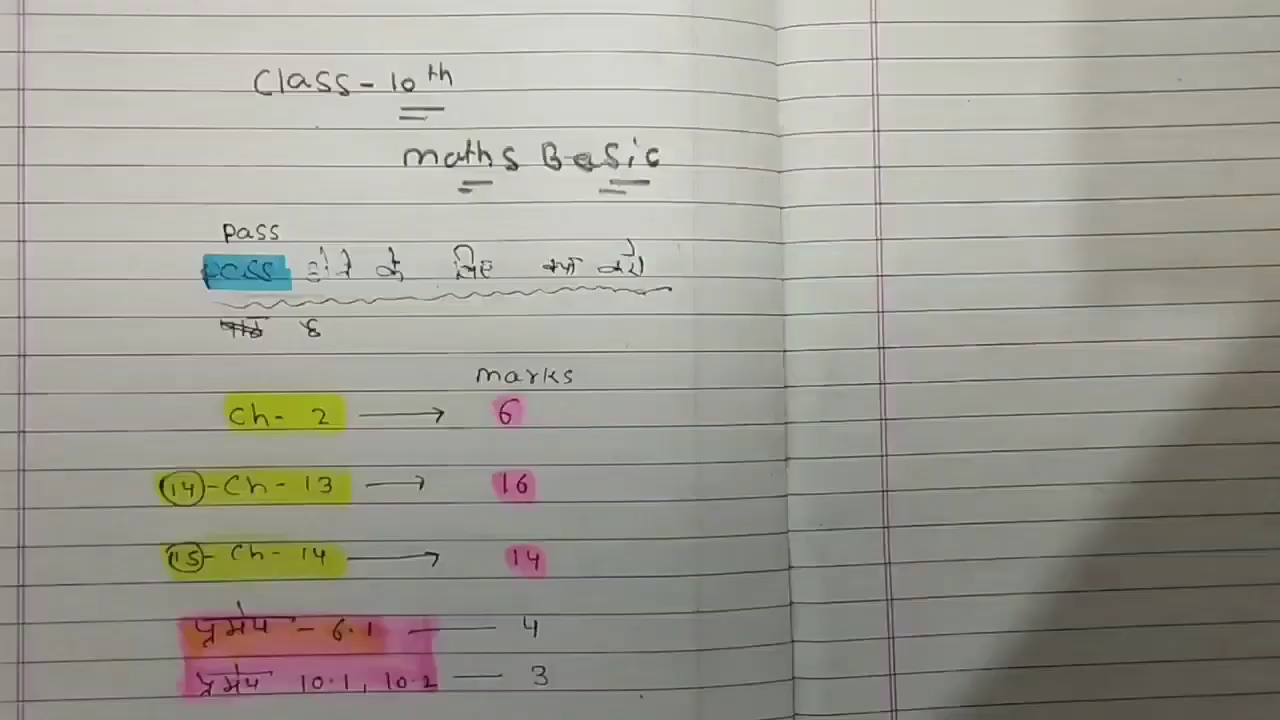 Class - 10th
maths Basic
pass
pass होने के लिए क्या करे
marks
Ch- 2 → 6
(14)-Ch - 13 → 16
(15)- Ch - 14 → 14
प्रमेय - 6.1 — 4
प्रमेय 10.1, 10.2 — 3